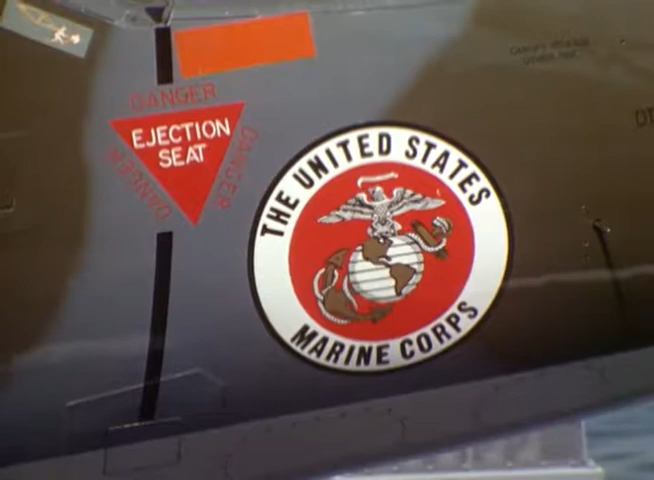 DANGER
EJECTION
SEAT
DANGER
DANGER
THE UNITED STATES
MARINE CORPS